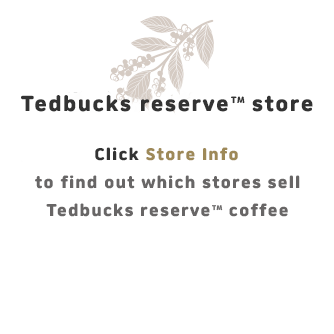 Tedbucks reserve™ store
Click Store Info
to find out which stores sell
Tedbucks reserve™ coffee